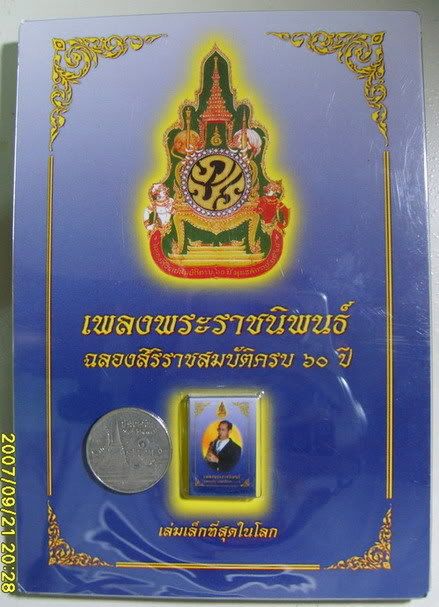 เพลงพระราชนิพนธ์
ฉลองสิริราชสมบัติครบ ๖๐ ปี
เล่มเล็กที่สุดในโลก
2007/09/21 20:28